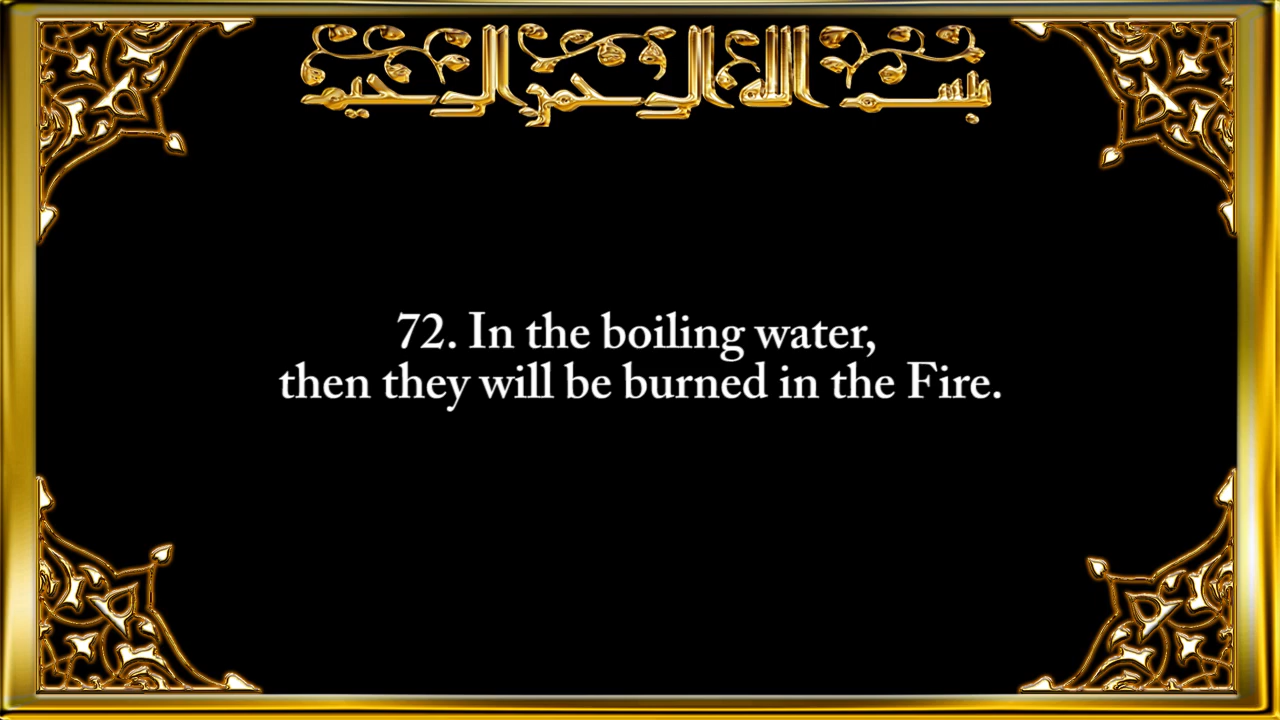 بسم الله الرحمن الرحيم
72. In the boiling water,
then they will be burned in the Fire.